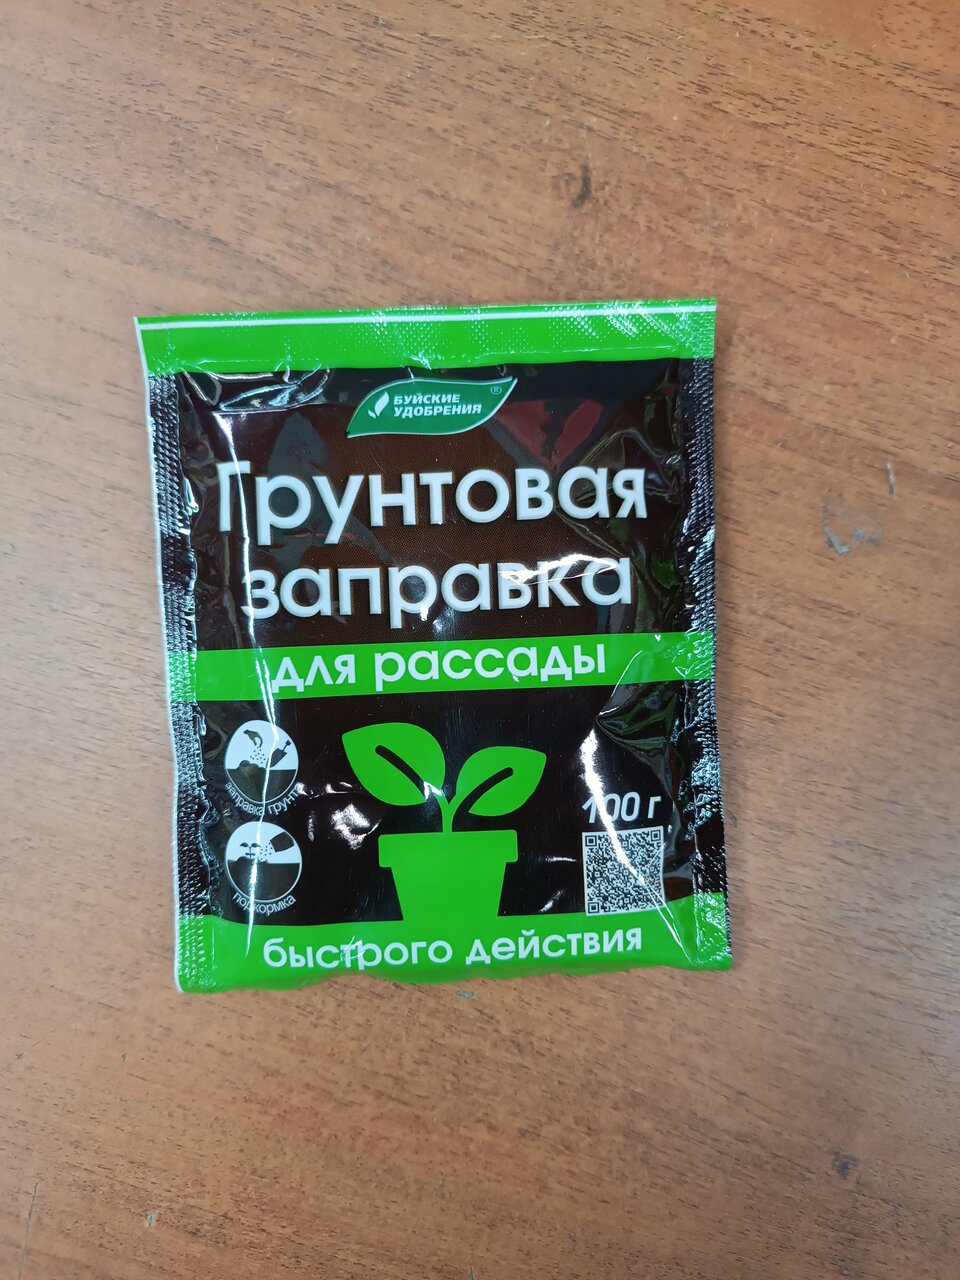 БУЙСКИЕ
УДОБРЕНИЯ
®
Грунтовая
заправка
для рассады
заправка грунта
подкормка
100 г
быстрого действия